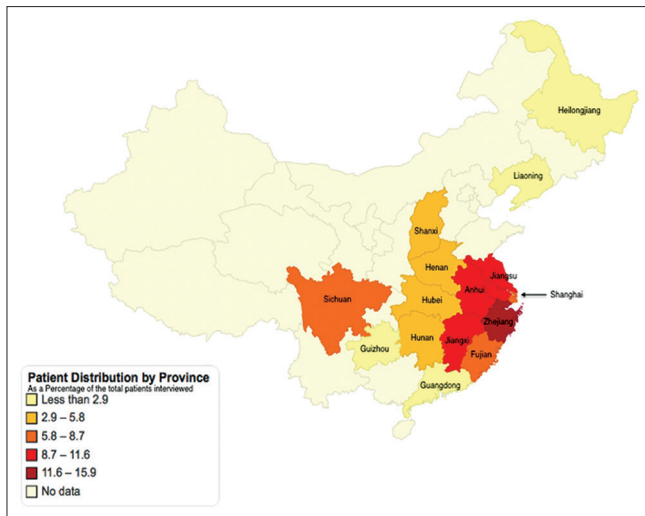 Heilongjiang
Liaoning
Shanxi
Henan
Jiangsu
Anhui
Shanghai
Sichuan
Hubei
Zhejiang
Hunan
Jiangxi
Guizhou
Fujian
Guangdong
Patient Distribution by Province
As a Percentage of the total patients interviewed
Less than 2.9
2.9 – 5.8
5.8 – 8.7
8.7 – 11.6
11.6 – 15.9
No data